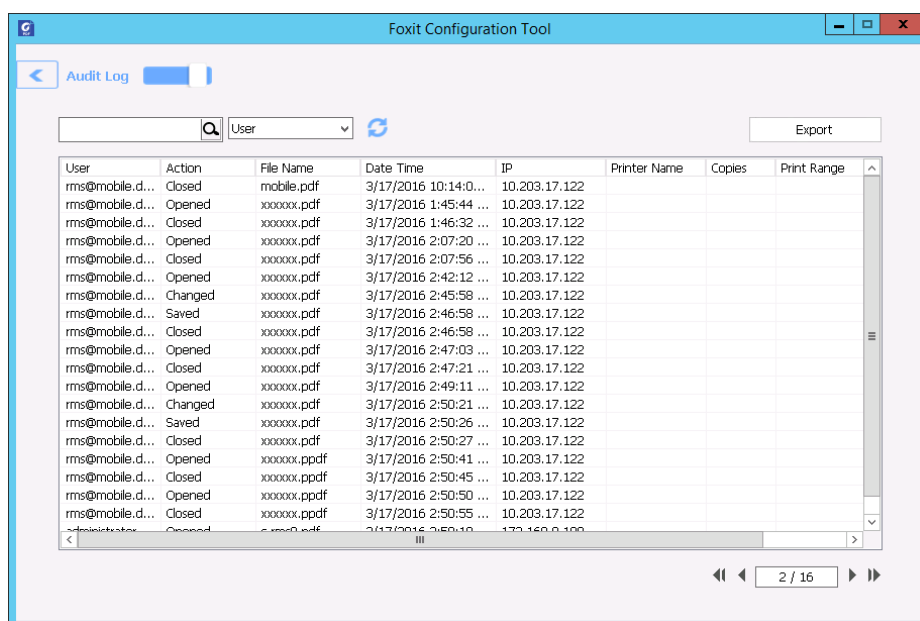 Foxit Configuration Tool
Audit Log
User
Export
User Action File Name Date Time IP Printer Name Copies Print Range
rms@mobile.d... Closed mobile.pdf 3/17/2016 10:14:0... 10.203.17.122
rms@mobile.d... Opened xxxxxx.pdf 3/17/2016 1:45:44 ... 10.203.17.122
rms@mobile.d... Closed xxxxxx.pdf 3/17/2016 1:46:32 ... 10.203.17.122
rms@mobile.d... Opened xxxxxx.pdf 3/17/2016 2:07:20 ... 10.203.17.122
rms@mobile.d... Closed xxxxxx.pdf 3/17/2016 2:07:56 ... 10.203.17.122
rms@mobile.d... Opened xxxxxx.pdf 3/17/2016 2:42:12 ... 10.203.17.122
rms@mobile.d... Changed xxxxxx.pdf 3/17/2016 2:45:58 ... 10.203.17.122
rms@mobile.d... Saved xxxxxx.pdf 3/17/2016 2:46:58 ... 10.203.17.122
rms@mobile.d... Closed xxxxxx.pdf 3/17/2016 2:46:58 ... 10.203.17.122
rms@mobile.d... Opened xxxxxx.pdf 3/17/2016 2:47:03 ... 10.203.17.122
rms@mobile.d... Closed xxxxxx.pdf 3/17/2016 2:47:21 ... 10.203.17.122
rms@mobile.d... Opened xxxxxx.pdf 3/17/2016 2:49:11 ... 10.203.17.122
rms@mobile.d... Changed xxxxxx.pdf 3/17/2016 2:50:21 ... 10.203.17.122
rms@mobile.d... Saved xxxxxx.pdf 3/17/2016 2:50:26 ... 10.203.17.122
rms@mobile.d... Closed xxxxxx.pdf 3/17/2016 2:50:27 ... 10.203.17.122
rms@mobile.d... Opened xxxxxx.ppdf 3/17/2016 2:50:41 ... 10.203.17.122
rms@mobile.d... Closed xxxxxx.ppdf 3/17/2016 2:50:45 ... 10.203.17.122
rms@mobile.d... Opened xxxxxx.ppdf 3/17/2016 2:50:50 ... 10.203.17.122
rms@mobile.d... Closed xxxxxx.ppdf 3/17/2016 2:50:55 ... 10.203.17.122
administrator Opened
2 / 16